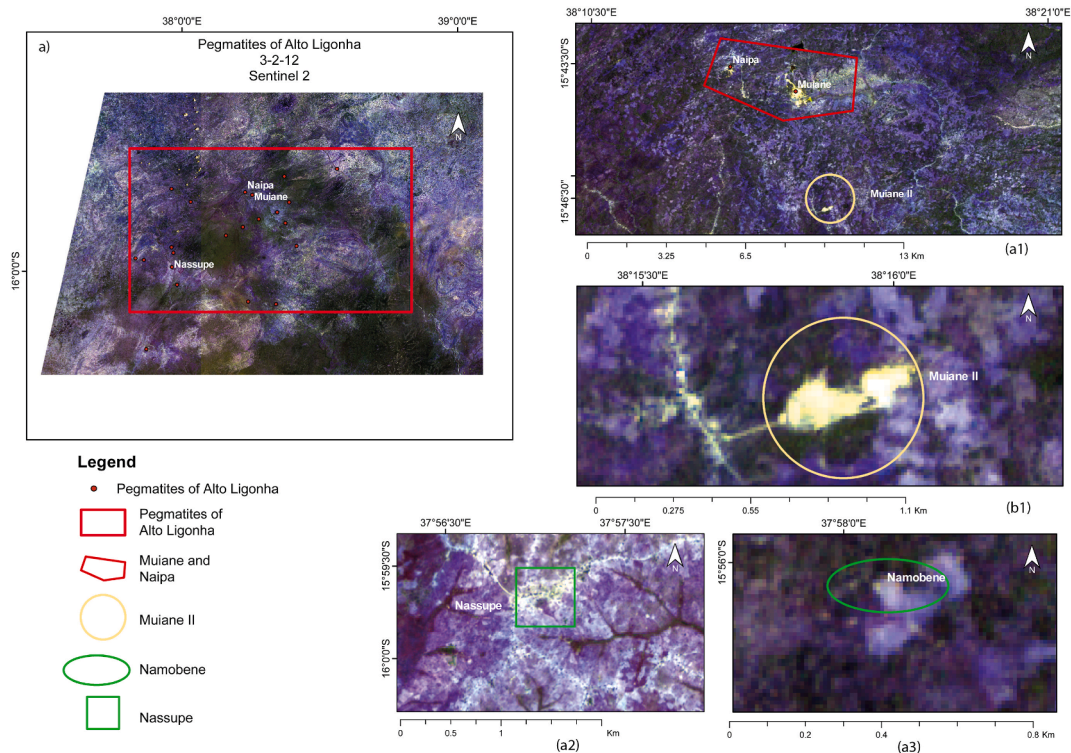 38°0'0"E
39°0'0"E
a)
Pegmatites of Alto Ligonha
3-2-12
Sentinel 2
N
Naipa
Muiane
Nassupe
16°0'0"S
38°10'30"E
38°21'0"E
15°43'30"S
15°46'30"
N
Naipa
Muiane
Muiane II
0
3.25
6.5
13 Km
(a1)
38°15'30"E
38°16'0"E
N
Muiane II
0
0.275
0.55
1.1 Km
(b1)
Legend
Pegmatites of Alto Ligonha
Pegmatites of
Alto Ligonha
Muiane and
Naipa
Muiane II
Namobene
Nassupe
37°56'30"E
37°57'30"E
15°59'30"S
16°0'0"S
N
Nassupe
0
0.5
1
Km
(a2)
37°58'0"E
15°56'0"S
N
Namobene
0
0.2
0.4
0.8 Km
(a3)